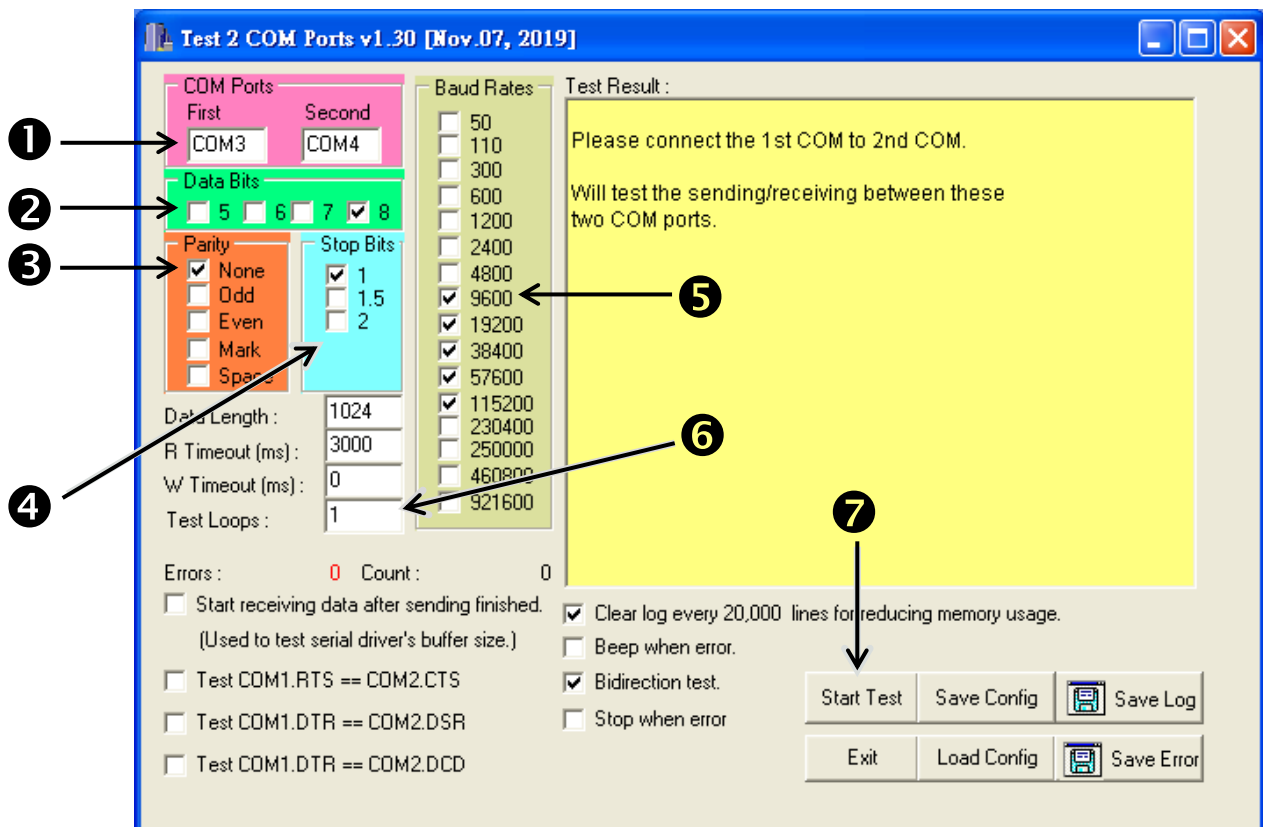 Test 2 COM Ports v1.30 [Nov.07, 2019]
COM Ports
First Second
COM3 COM4
Data Bits
5 6 7 8
Parity
None
Odd
Even
Mark
Space
Stop Bits
1
1.5
2
Data Length : 1024
R Timeout (ms) : 3000
W Timeout (ms) : 0
Test Loops : 1
Baud Rates
50
110
300
600
1200
2400
4800
9600
19200
38400
57600
115200
230400
250000
460800
921600
Test Result :
Please connect the 1st COM to 2nd COM.
Will test the sending/receiving between these
two COM ports.
Errors : 0 Count : 0
Start receiving data after sending finished.
(Used to test serial driver's buffer size.)
Test COM1.RTS == COM2.CTS
Test COM1.DTR == COM2.DSR
Test COM1.DTR == COM2.DCD
Clear log every 20,000 lines for reducing memory usage.
Beep when error.
Bidirection test.
Stop when error
Start Test Save Config Save Log
Exit Load Config Save Error
1
2
3
4
5
6
7